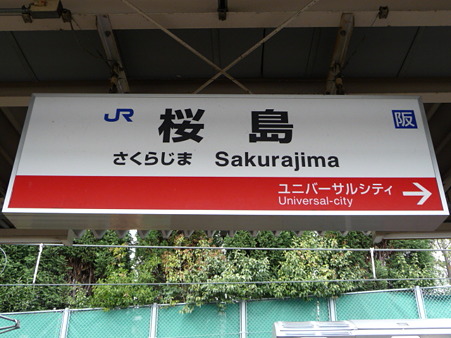 JR 桜島 阪
さくらじま Sakurajima
ユニバーサルシティ →
Universal-city